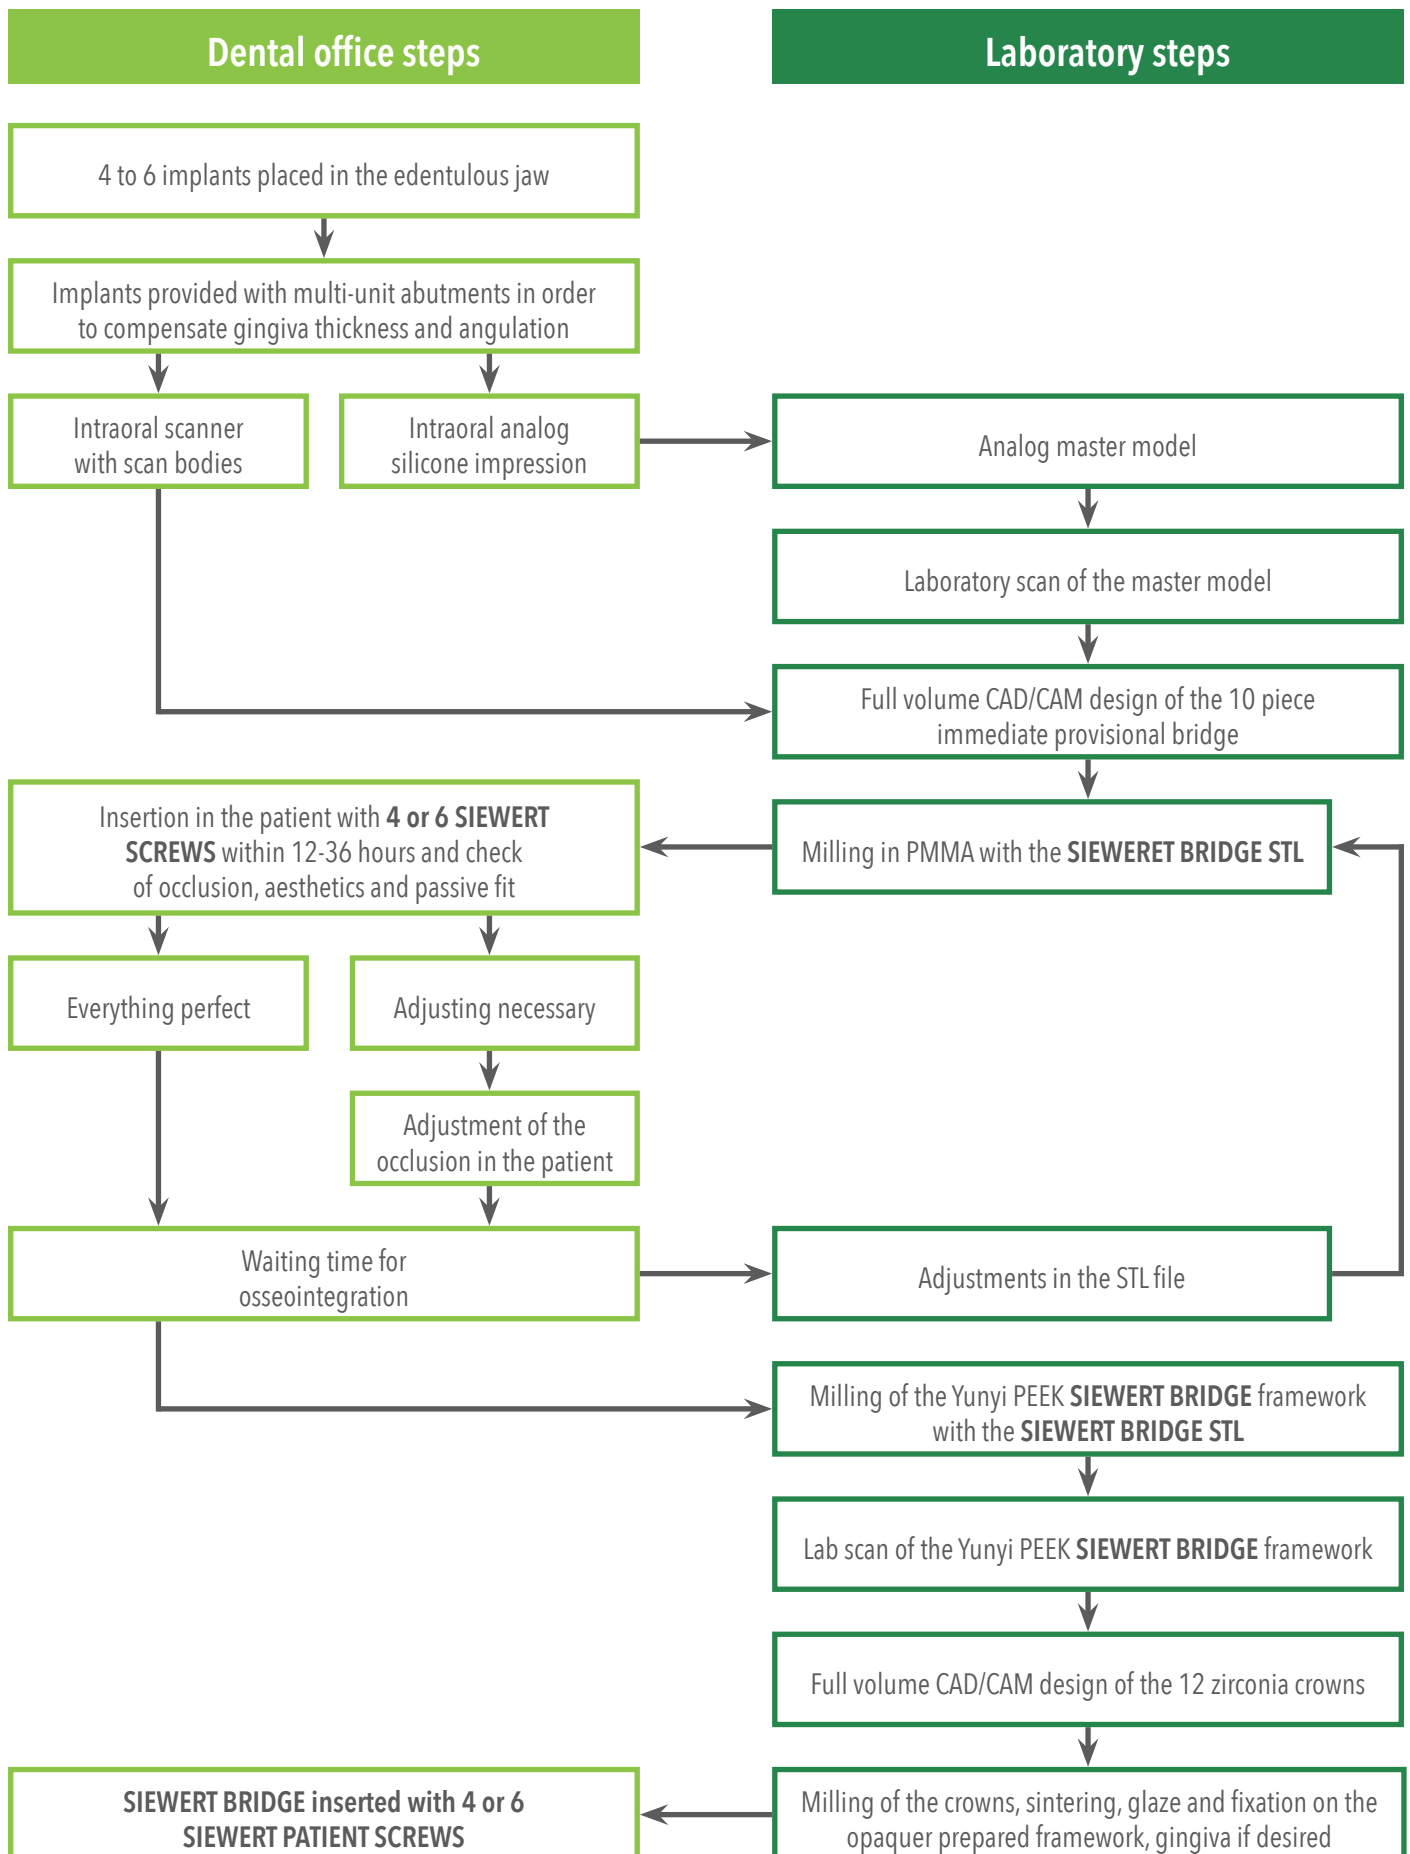 Dental office steps
Laboratory steps
4 to 6 implants placed in the edentulous jaw
Implants provided with multi-unit abutments in order
to compensate gingiva thickness and angulation
Intraoral scanner
with scan bodies
Intraoral analog
silicone impression
Analog master model
Laboratory scan of the master model
Full volume CAD/CAM design of the 10 piece
immediate provisional bridge
Insertion in the patient with 4 or 6 SIEWERT
SCREWS within 12-36 hours and check
of occlusion, aesthetics and passive fit
Milling in PMMA with the SIEWERET BRIDGE STL
Everything perfect
Adjusting necessary
Adjustment of the
occlusion in the patient
Waiting time for
osseointegration
Adjustments in the STL file
Milling of the Yunyi PEEK SIEWERT BRIDGE framework
with the SIEWERT BRIDGE STL
Lab scan of the Yunyi PEEK SIEWERT BRIDGE framework
Full volume CAD/CAM design of the 12 zirconia crowns
SIEWERT BRIDGE inserted with 4 or 6
SIEWERT PATIENT SCREWS
Milling of the crowns, sintering, glaze and fixation on the
opaquer prepared framework, gingiva if desired